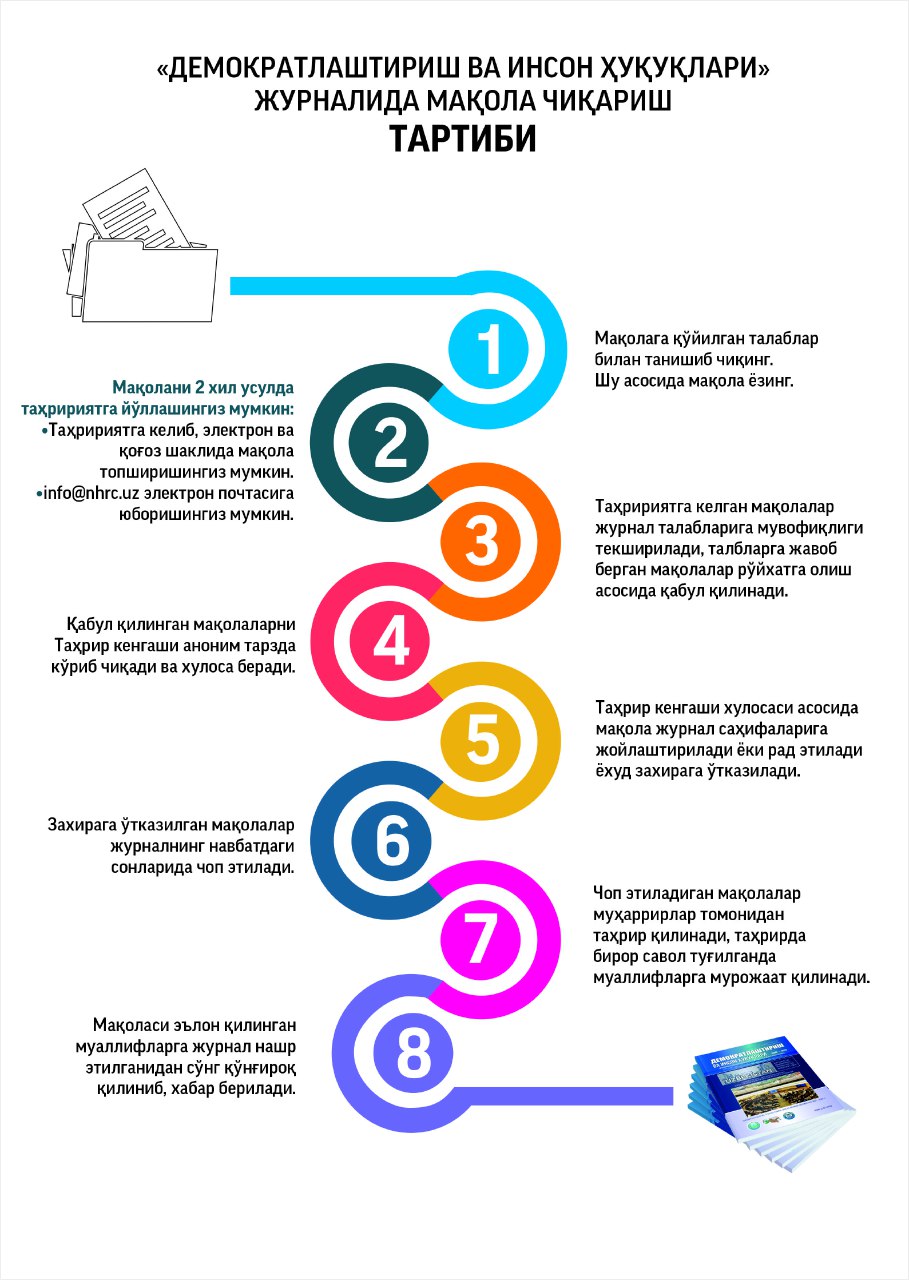 «ДЕМОКРАТЛАШТИРИШ ВА ИНСОН ҲУҚУҚЛАРИ»
ЖУРНАЛИДА МАҚОЛА ЧИҚАРИШ
ТАРТИБИ
1
Мақолага қўйилган талаблар
билан танишиб чиқинг.
Шу асосида мақола ёзинг.
2
Мақолани 2 хил усулда
таҳририятга йўллашингиз мумкин:
•Таҳририятга келиб, электрон ва
қоғоз шаклида мақола
топширишингиз мумкин.
•info@nhrc.uz электрон почтасига
юборишингиз мумкин.
3
Таҳририятга келган мақолалар
журнал талабларига мувофиқлиги
текширилади, талбларга жавоб
берган мақолалар рўйхатга олиш
асосида қабул қилинади.
4
Қабул қилинган мақолаларни
Таҳрир кенгаши аноним тарзда
кўриб чиқади ва хулоса беради.
5
Таҳрир кенгаши хулосаси асосида
мақола журнал саҳифаларига
жойлаштирилади ёки рад этилади
ёхуд захирага ўтказилади.
6
Захирага ўтказилган мақолалар
журналнинг навбатдаги
сонларида чоп этилади.
7
Чоп этиладиган мақолалар
муҳаррирлар томонидан
таҳрир қилинади, таҳрирда
бирор савол туғилганда
муаллифларга мурожаат қилинади.
8
Мақоласи эълон қилинган
муаллифларга журнал нашр
этилганидан сўнг қўнғироқ
қилиниб, хабар берилади.
ДЕМОКРАТЛАШТИРИШ
ВА ИНСОН ҲУҚУҚЛАРИ